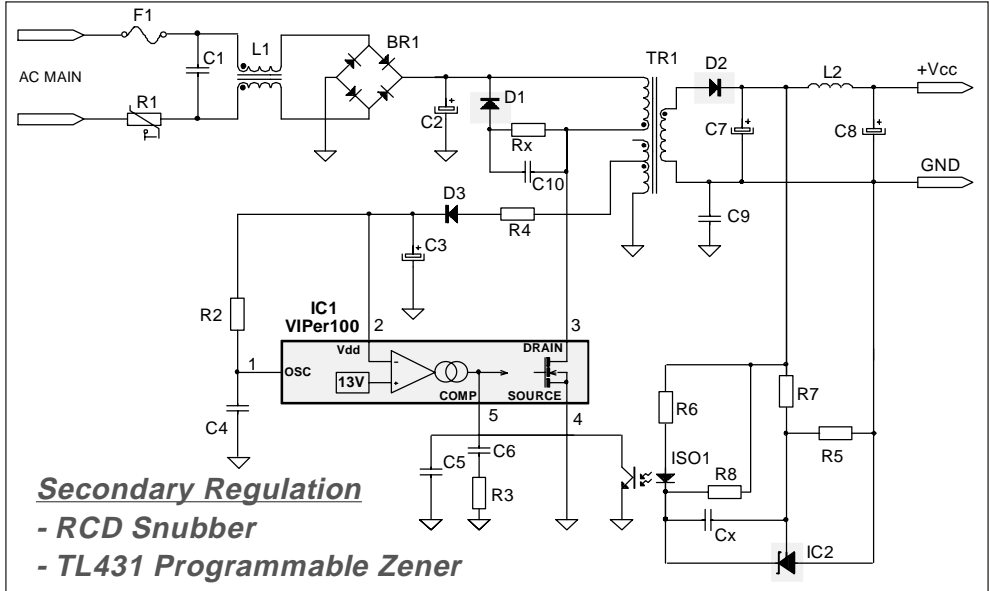 F1
L1
BR1
TR1
D2
L2
+Vcc
C1
AC MAIN
R1
C2
D1
Rx
C10
C7
C8
GND
C9
D3
R4
C3
R2
IC1
VIPer100
2
3
1
OSC
Vdd
13V
DRAIN
COMP
SOURCE
5
4
C4
C5
C6
R3
ISO1
R6
R7
R8
R5
Cx
IC2
Secondary Regulation
- RCD Snubber
- TL431 Programmable Zener